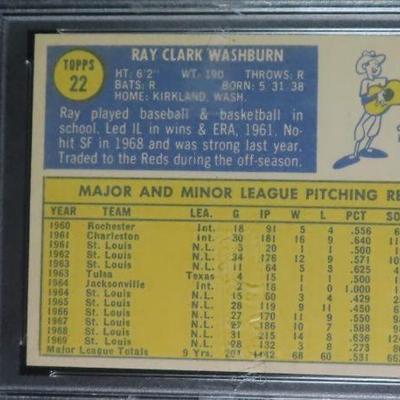 TOPPS
22
RAY CLARK WASHBURN
HT: 6'2" WT: 190 THROWS: R
BATS: R BORN: 5 31 38
HOME: KIRKLAND, WASH.
Ray played baseball & basketball in
school. Led IL in wins & ERA, 1961. No-
hit SF in 1968 and was strong last year.
Traded to the Reds during the off-season.
MAJOR AND MINOR LEAGUE PITCHING RE
YEAR TEAM LEA. G IP W L PCT SO
1960 Rochester Int. 18 91 5 4 .556
1961 Charleston Int. 30 181 16 9 .640
1961 St. Louis N.L. 3 20 1 1 .500
1962 St. Louis N.L. 34 176 12 9 .571
1963 St. Louis N.L. 11 64 5 3 .625
1963 Tulsa Texas 4 15 1 1 .500
1964 Jacksonville Int. 2 18 1 0 1.000
1964 St. Louis N.L. 15 60 3 4 .429
1965 St. Louis N.L. 28 119 9 11 .450
1966 St. Louis N.L. 27 170 11 9 .550
1967 St. Louis N.L. 27 186 10 7 .588
1968 St. Louis N.L. 31 215 14 8 .636
1969 St. Louis N.L. 28 132 3 8 .273
Major League Totals 9 Yrs. 68 60 .531